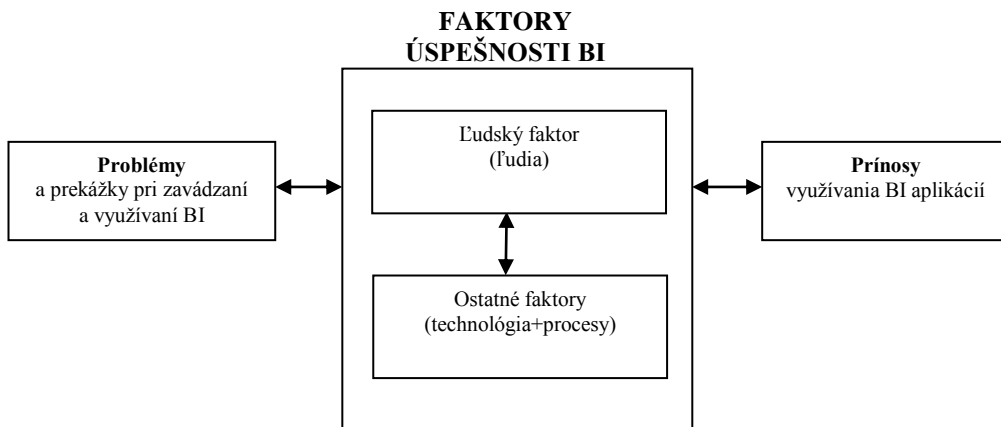 FAKTORY
ÚSPEŠNOSTI BI
Ľudský faktor
(ľudia)
Problémy
a prekážky pri zavádzaní
a využívaní BI
Prínosy
využívania BI aplikácií
Ostatné faktory
(technológia+procesy)